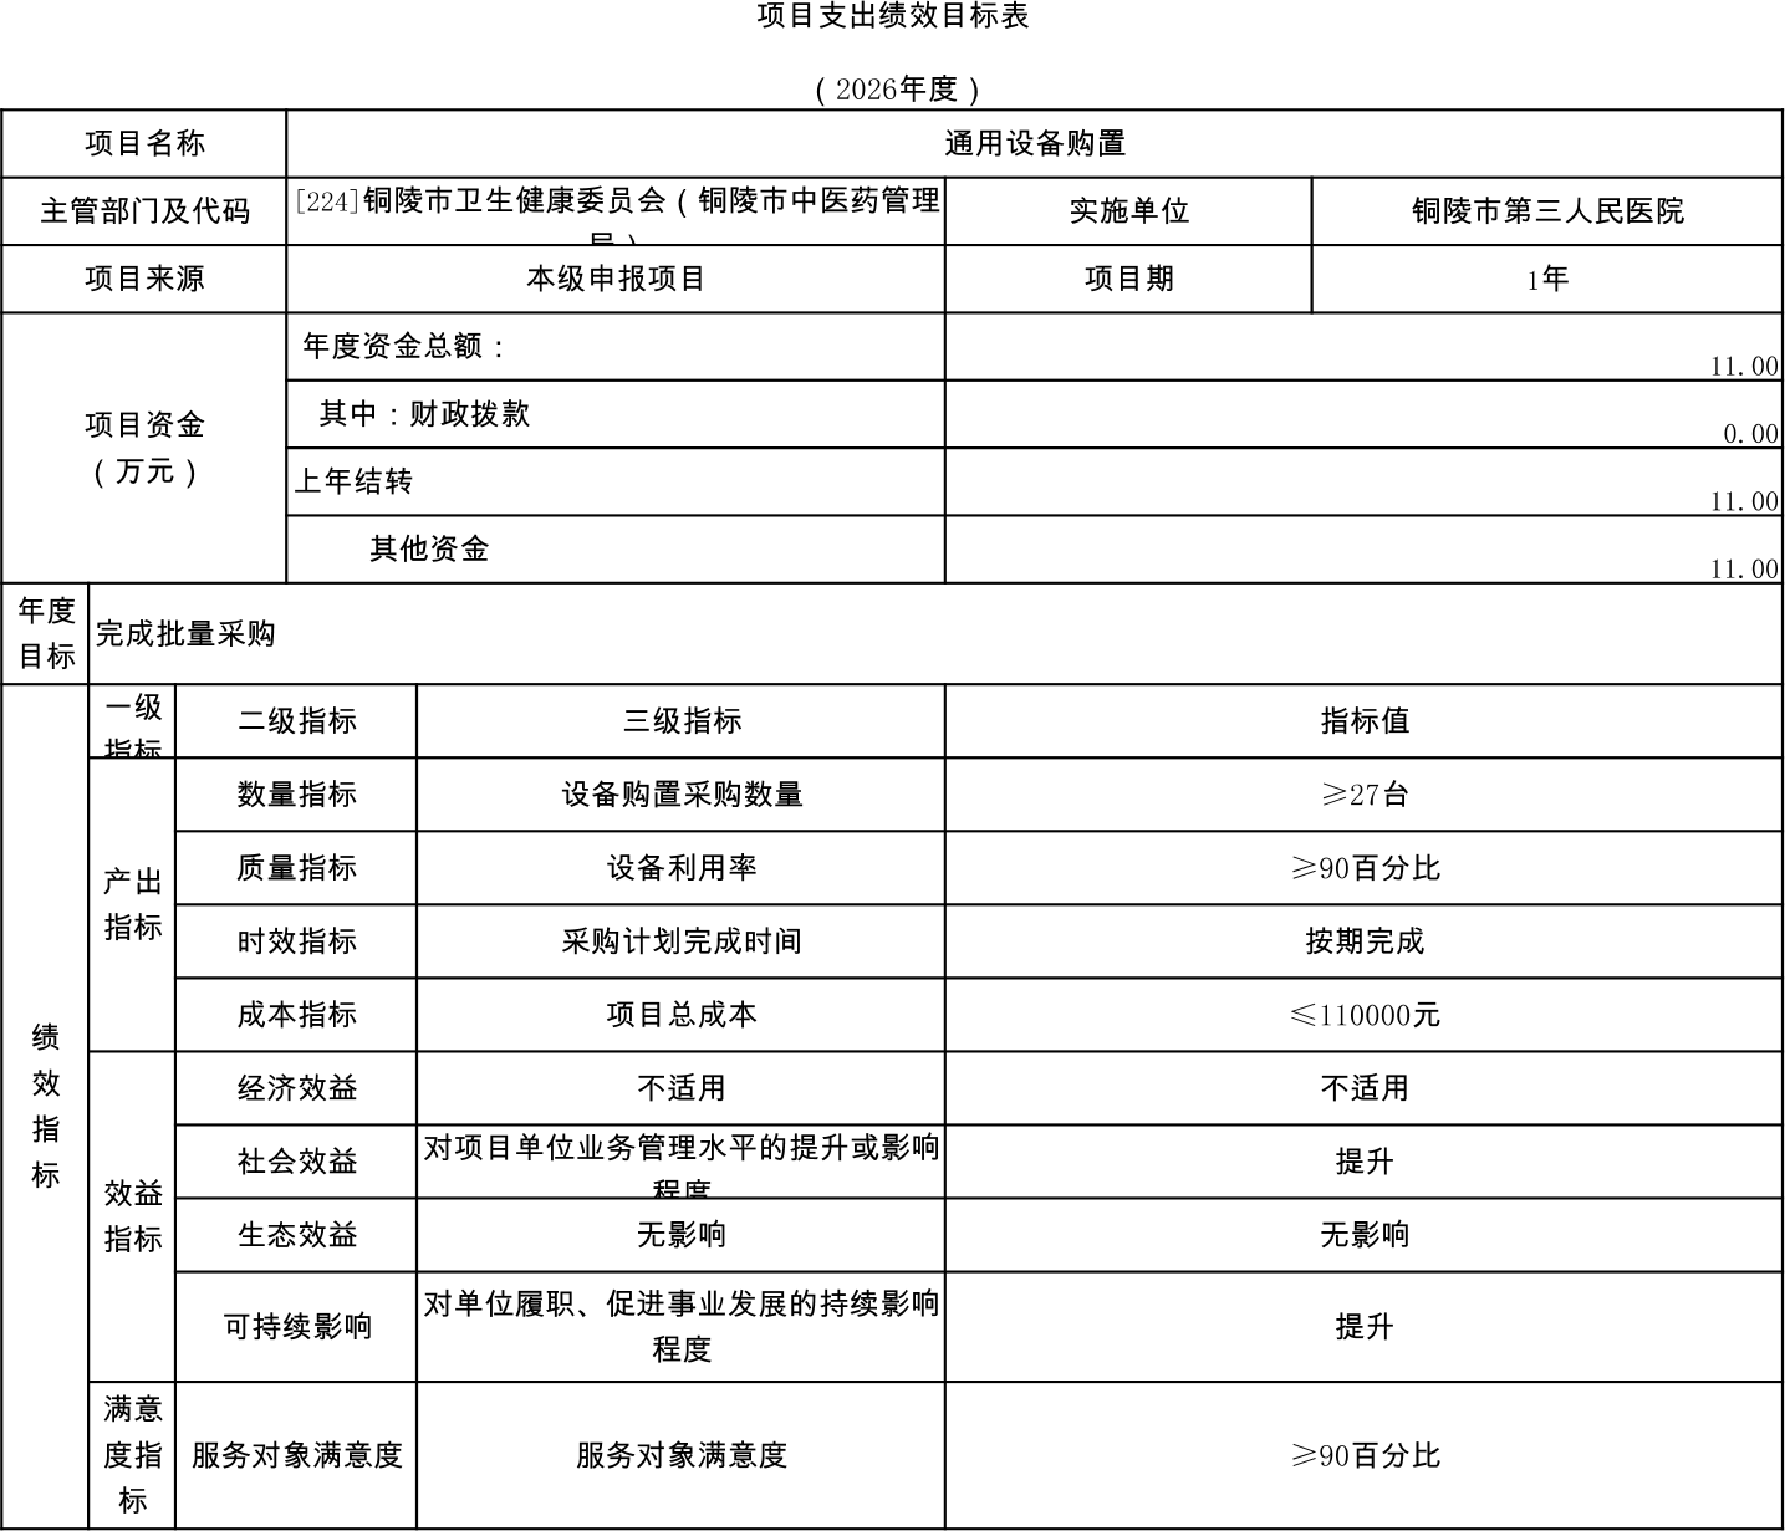 项目支出绩效目标表
（2026年度）
项目名称 通用设备购置
主管部门及代码 [224]铜陵市卫生健康委员会（铜陵市中医药管理局） 实施单位 铜陵市第三人民医院
项目来源 本级申报项目 项目期 1年
项目资金
（万元）
年度资金总额： 11.00
其中：财政拨款 0.00
上年结转 11.00
其他资金 11.00
年度
目标
完成批量采购
一级
指标
二级指标 三级指标 指标值
绩
效
指
标
产出
指标
数量指标 设备购置采购数量 ≥27台
质量指标 设备利用率 ≥90百分比
时效指标 采购计划完成时间 按期完成
成本指标 项目总成本 ≤110000元
效益
指标
经济效益 不适用 不适用
社会效益 对项目单位业务管理水平的提升或影响
程度
提升
生态效益 无影响 无影响
可持续影响 对单位履职、促进事业发展的持续影响
程度
提升
满意
度指
标
服务对象满意度 服务对象满意度 ≥90百分比